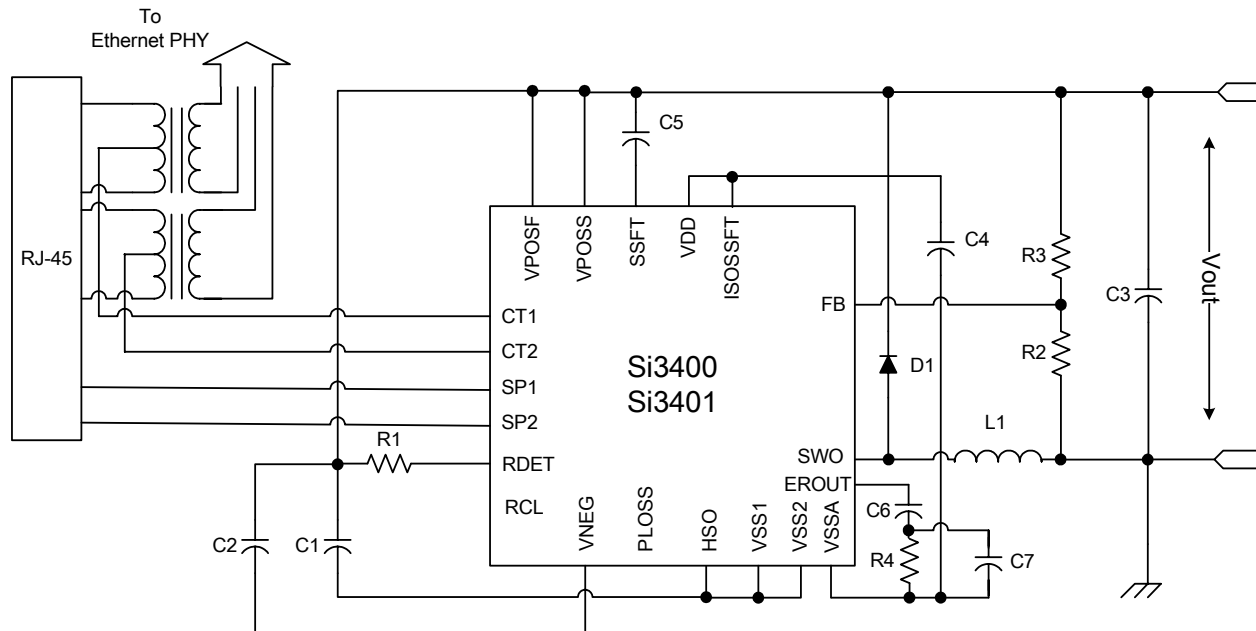 To
Ethernet PHY
RJ-45
C5
VPOSF
VPOSS
SSFT
VDD
ISOSSFT
C4
R3
FB
C3
Vout
CT1
CT2
R2
Si3400
Si3401
D1
SP1
SP2
L1
R1
RDET
SWO
EROUT
RCL
VNEG
PLOSS
HSO
VSS1
VSS2
VSSA
C6
C2
C1
R4
C7